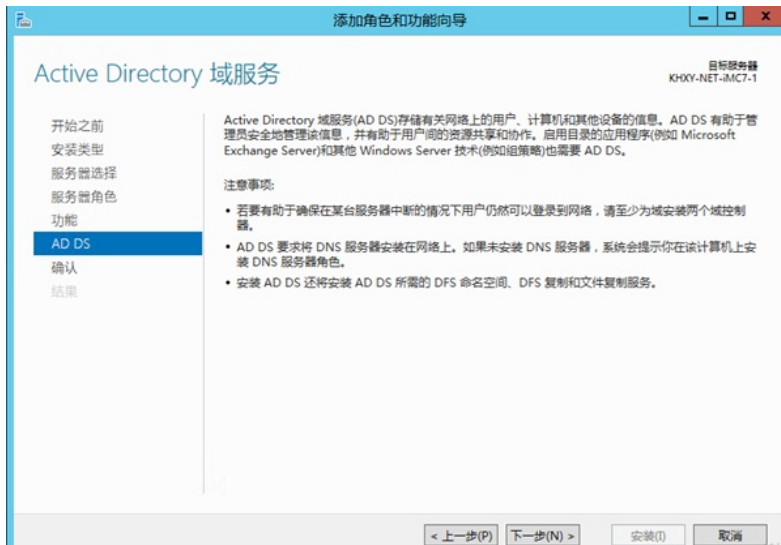 添加角色和功能向导
Active Directory 域服务
目标服务器
KHXY-NET-iMC7-1
开始之前
安装类型
服务器选择
服务器角色
功能
AD DS
确认
结果
Active Directory 域服务(AD DS)存储有关网络上的用户、计算机和其他设备的信息。AD DS 有助于管
理员安全地管理该信息，并有助于用户间的资源共享和协作。启用目录的应用程序(例如 Microsoft
Exchange Server)和其他 Windows Server 技术(例如组策略)也需要 AD DS。
注意事项:
• 若要有助于确保在某台服务器中断的情况下用户仍然可以登录到网络，请至少为域安装两个域控制
器。
• AD DS 要求将 DNS 服务器安装在网络上。如果未安装 DNS 服务器，系统会提示你在该计算机上安
装 DNS 服务器角色。
• 安装 AD DS 还将安装 AD DS 所需的 DFS 命名空间、DFS 复制和文件复制服务。
< 上一步(P)
下一步(N) >
安装(I)
取消